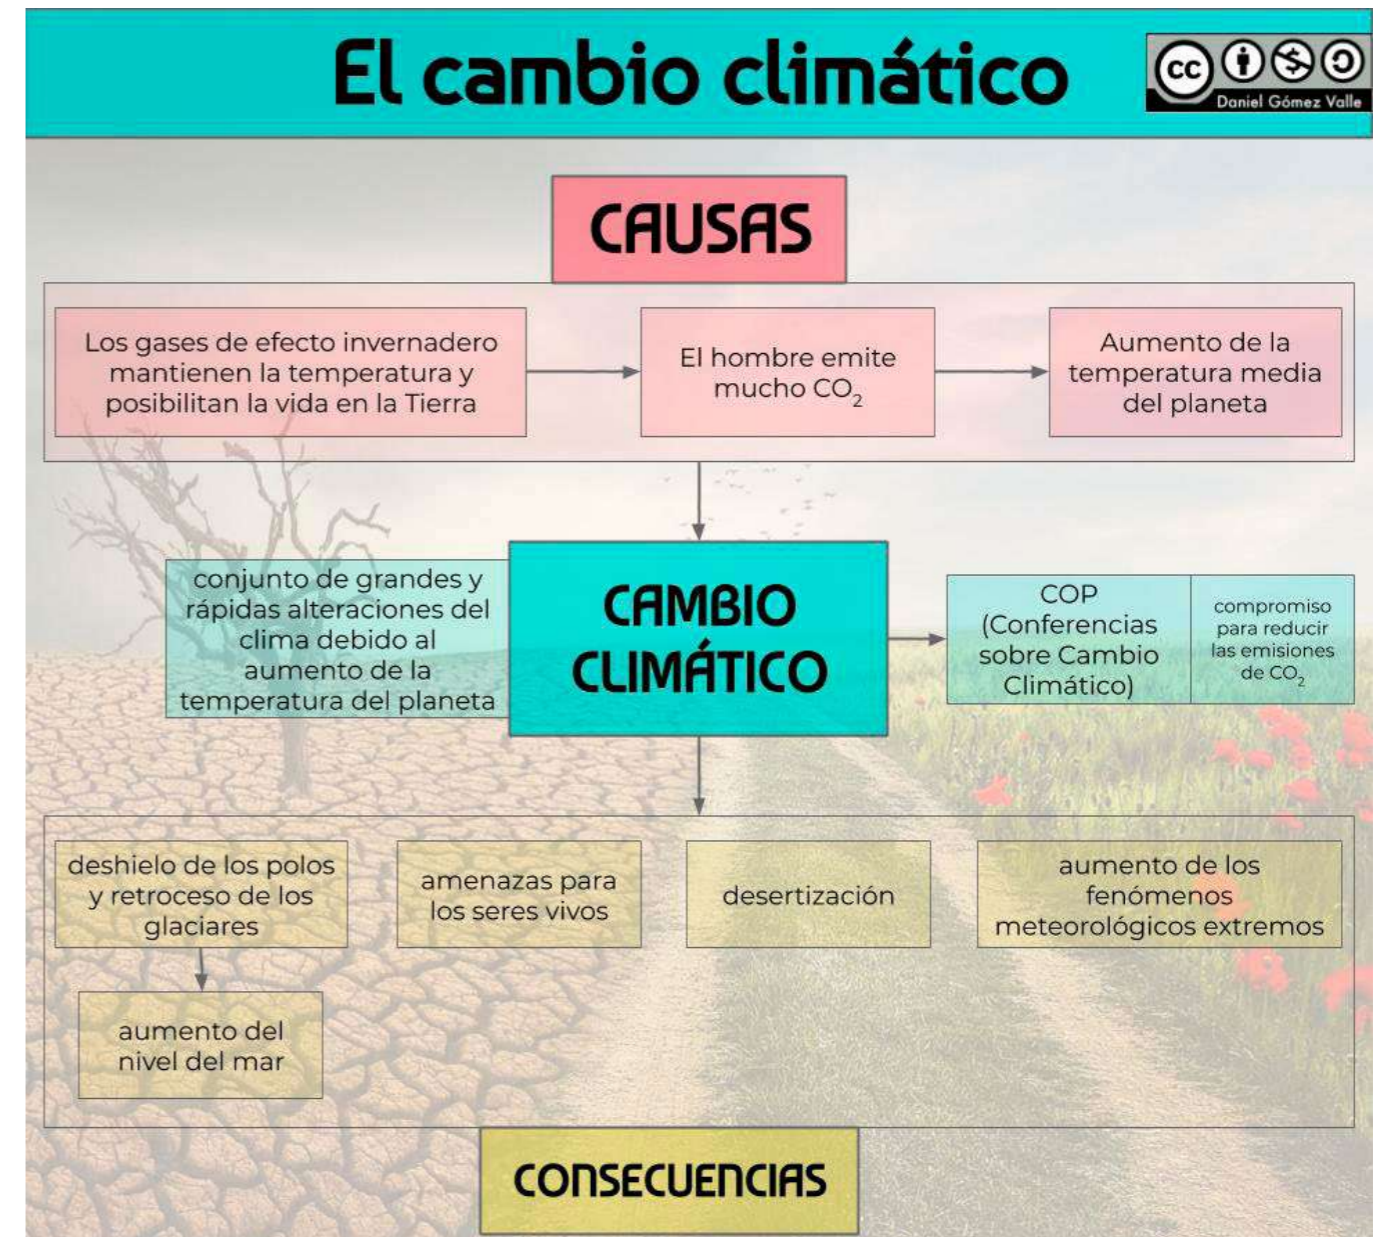 El cambio climático
cc
Daniel Gómez Valle
CAUSAS
Los gases de efecto invernadero
mantienen la temperatura y
posibilitan la vida en la Tierra
El hombre emite
mucho CO₂
Aumento de la
temperatura media
del planeta
conjunto de grandes y
rápidas alteraciones del
clima debido al
aumento de la
temperatura del planeta
CAMBIO
CLIMÁTICO
COP
(Conferencias
sobre Cambio
Climático)
compromiso
para reducir
las emisiones
de CO₂
deshielo de los polos
y retroceso de los
glaciares
amenazas para
los seres vivos
desertización
aumento de los
fenómenos
meteorológicos extremos
aumento del
nivel del mar
CONSECUENCIAS